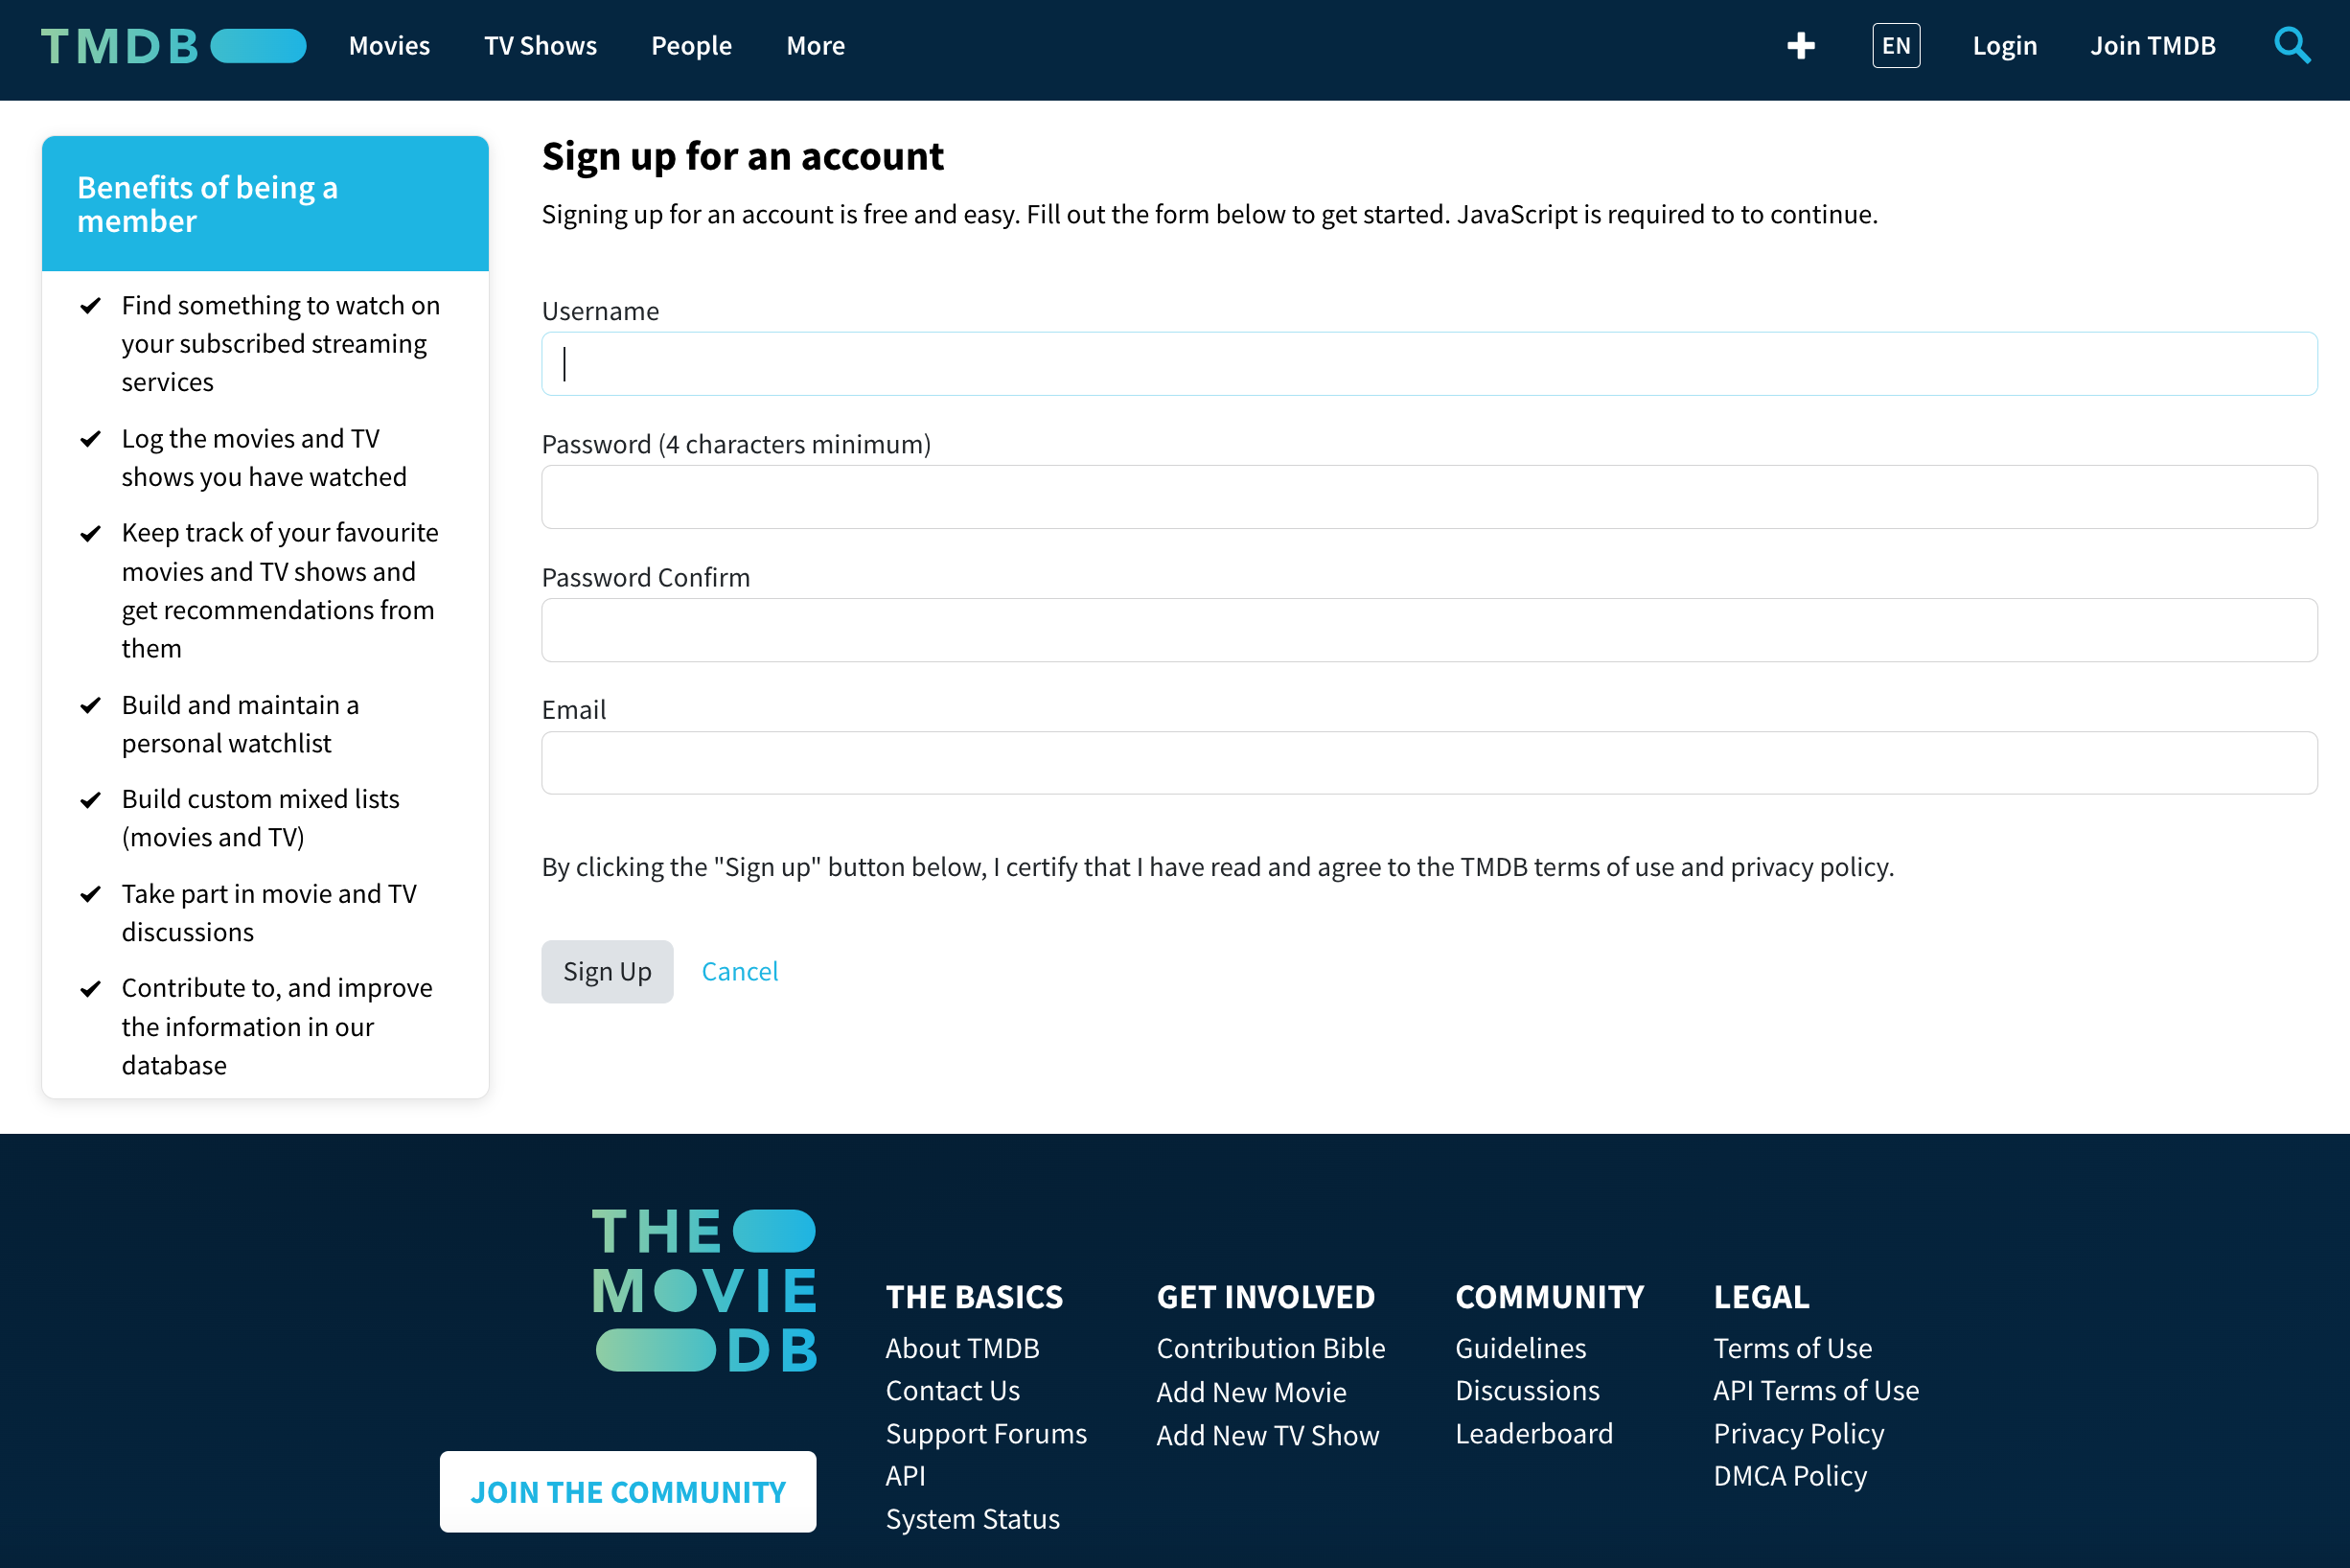 TMDB
Movies
TV Shows
People
More
EN
Login
Join TMDB
Benefits of being a
member
Find something to watch on
your subscribed streaming
services
Log the movies and TV
shows you have watched
Keep track of your favourite
movies and TV shows and
get recommendations from
them
Build and maintain a
personal watchlist
Build custom mixed lists
(movies and TV)
Take part in movie and TV
discussions
Contribute to, and improve
the information in our
database
Sign up for an account
Signing up for an account is free and easy. Fill out the form below to get started. JavaScript is required to to continue.
Username
Password (4 characters minimum)
Password Confirm
Email
By clicking the "Sign up" button below, I certify that I have read and agree to the TMDB terms of use and privacy policy.
Sign Up
Cancel
THE
MOVIE
DB
JOIN THE COMMUNITY
THE BASICS
About TMDB
Contact Us
Support Forums
API
System Status
GET INVOLVED
Contribution Bible
Add New Movie
Add New TV Show
COMMUNITY
Guidelines
Discussions
Leaderboard
LEGAL
Terms of Use
API Terms of Use
Privacy Policy
DMCA Policy